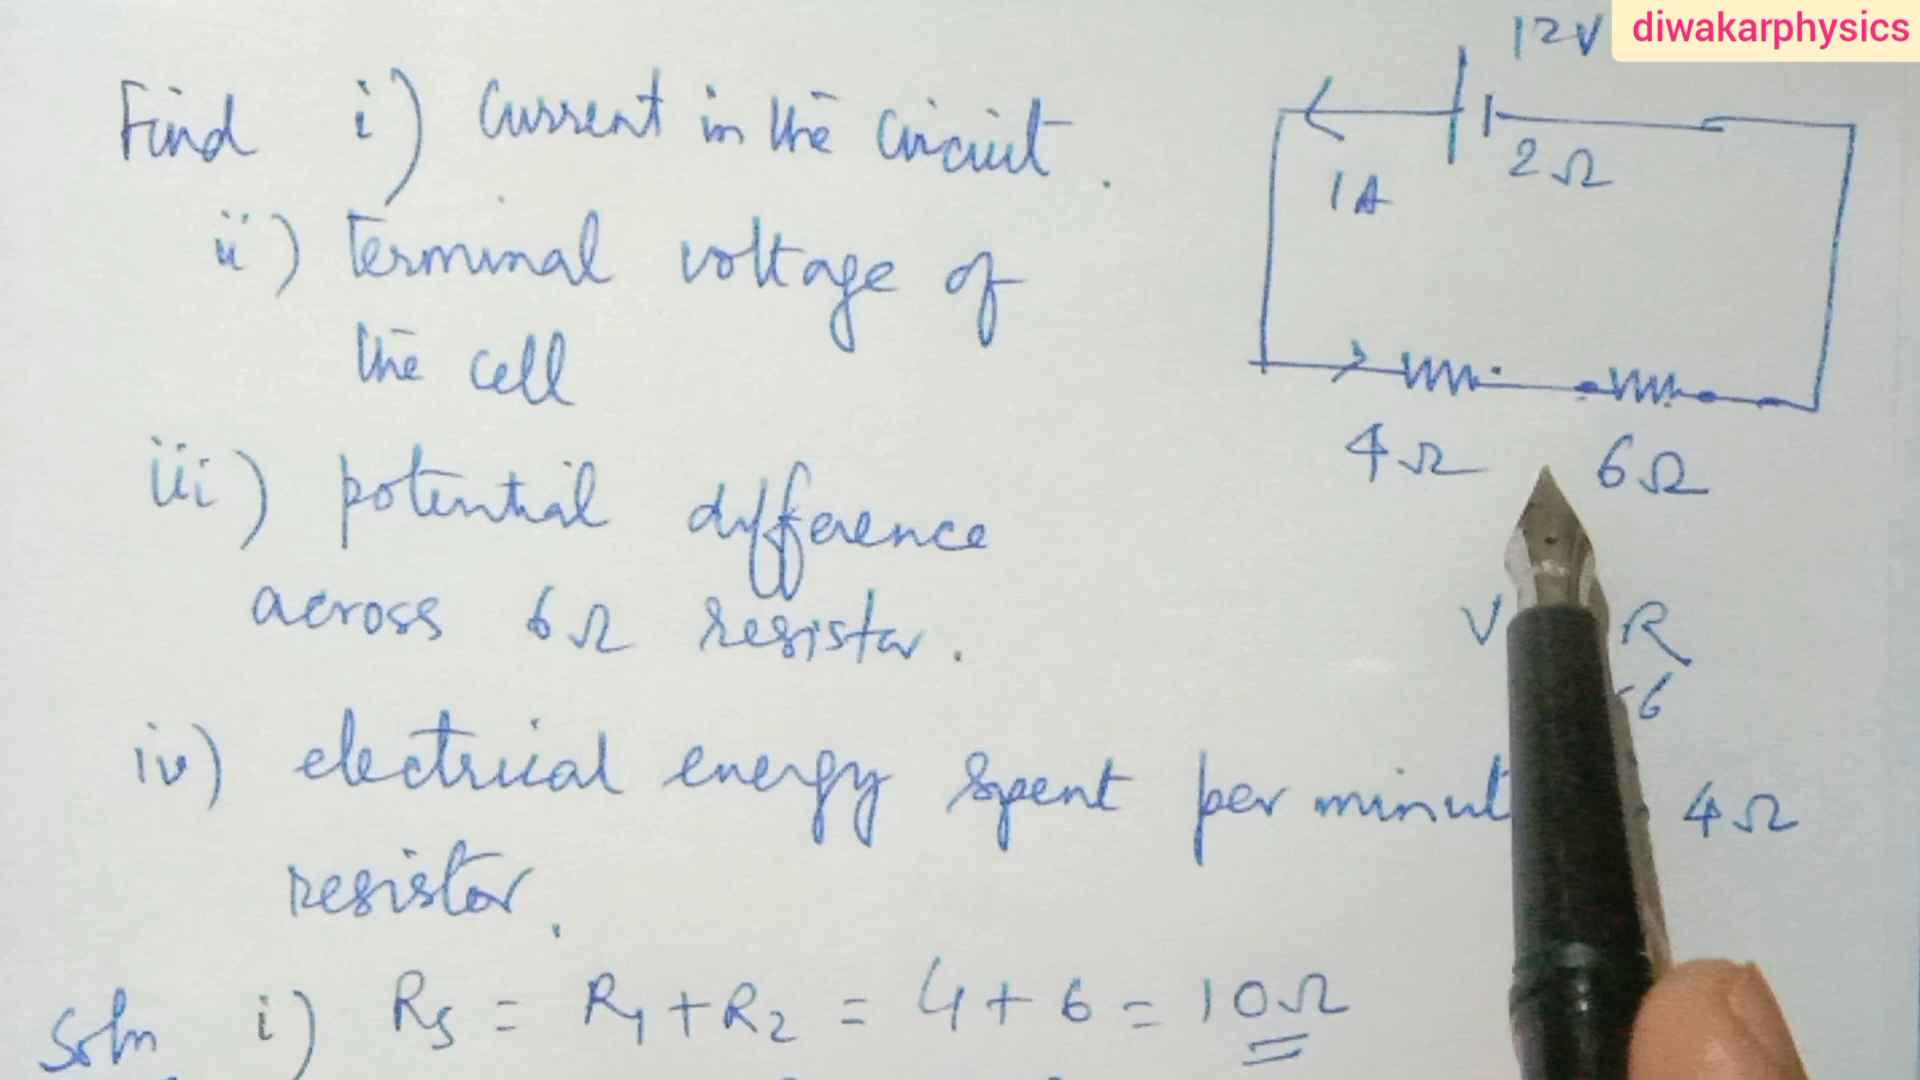 diwakarphysics
12V
Find i) Current in the Circuit.
1A
2Ω
ii) terminal voltage of
the cell
4Ω 6Ω
iii) potential difference
across 6Ω resistor.
V R
6
iv) electrical energy spent per minut 4Ω
resistor.
Soln i) Rs = R1 + R2 = 4 + 6 = 10Ω